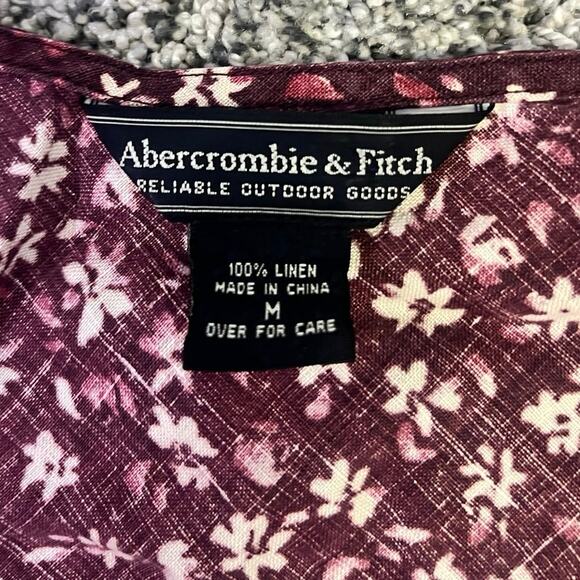 Abercrombie & Fitch
RELIABLE OUTDOOR GOODS
100% LINEN
MADE IN CHINA
M
OVER FOR CARE